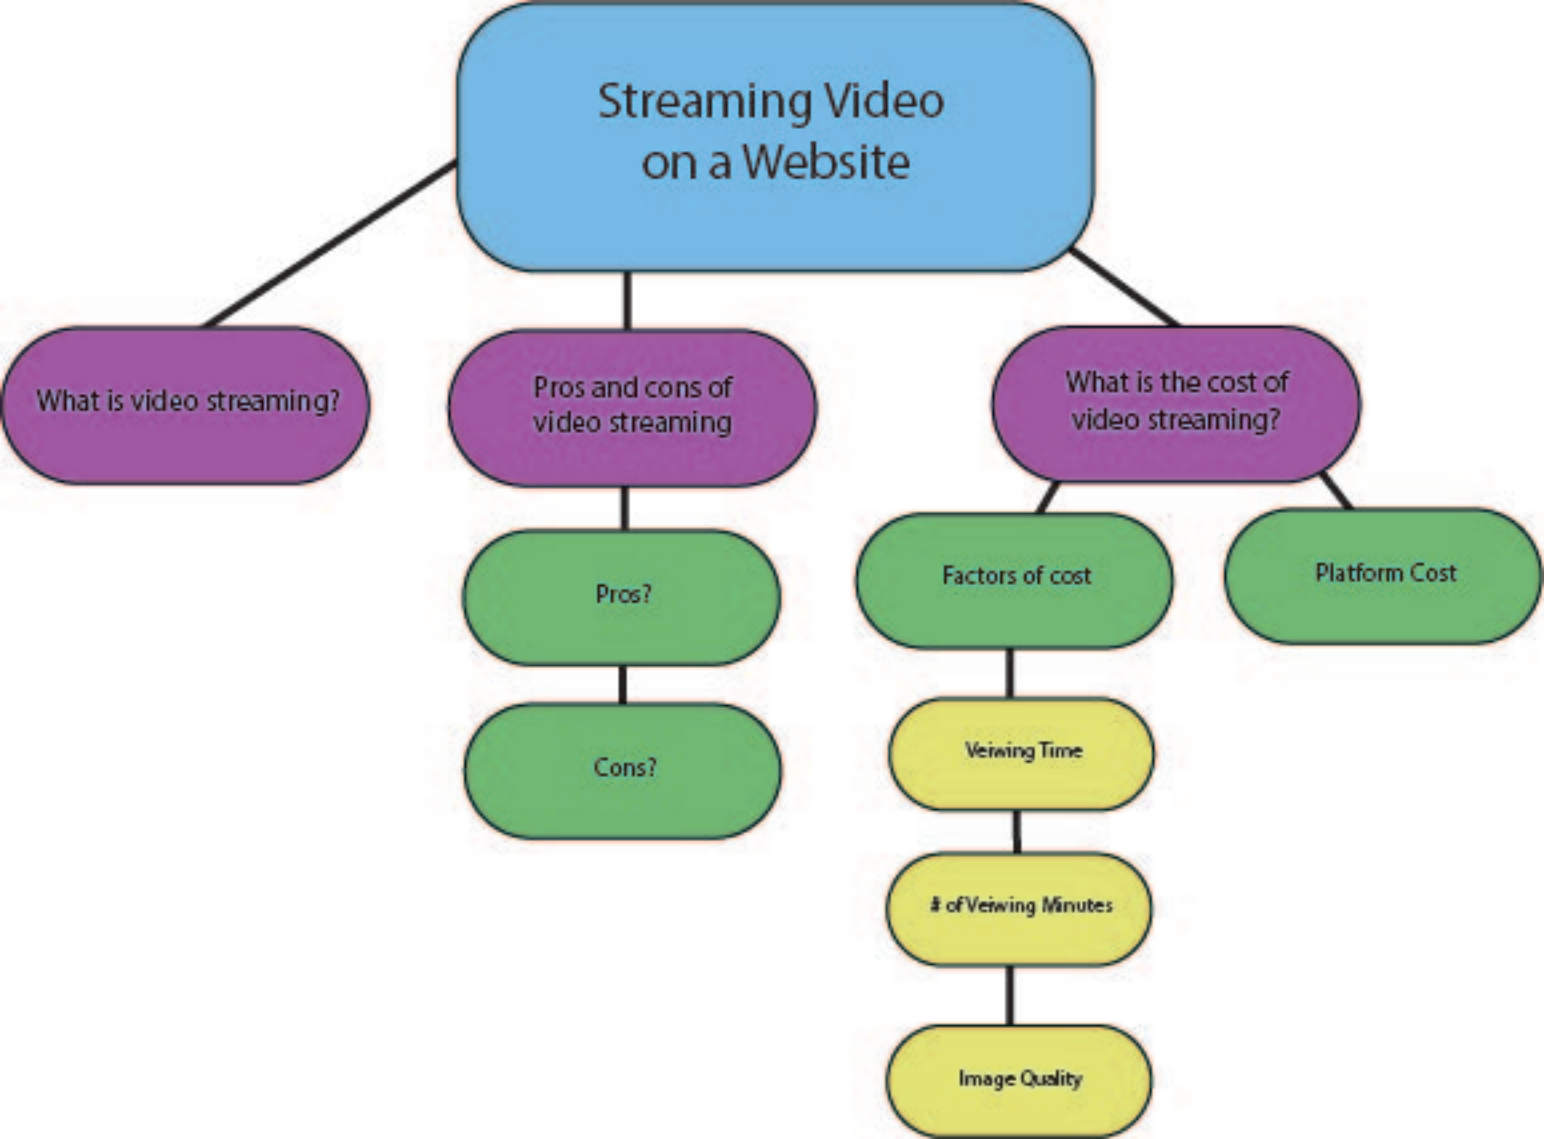 Streaming Video
on a Website
What is video streaming?
Pros and cons of
video streaming
What is the cost of
video streaming?
Pros?
Cons?
Factors of cost
Platform Cost
Veiwing Time
# of Veiwing Minutes
Image Quality